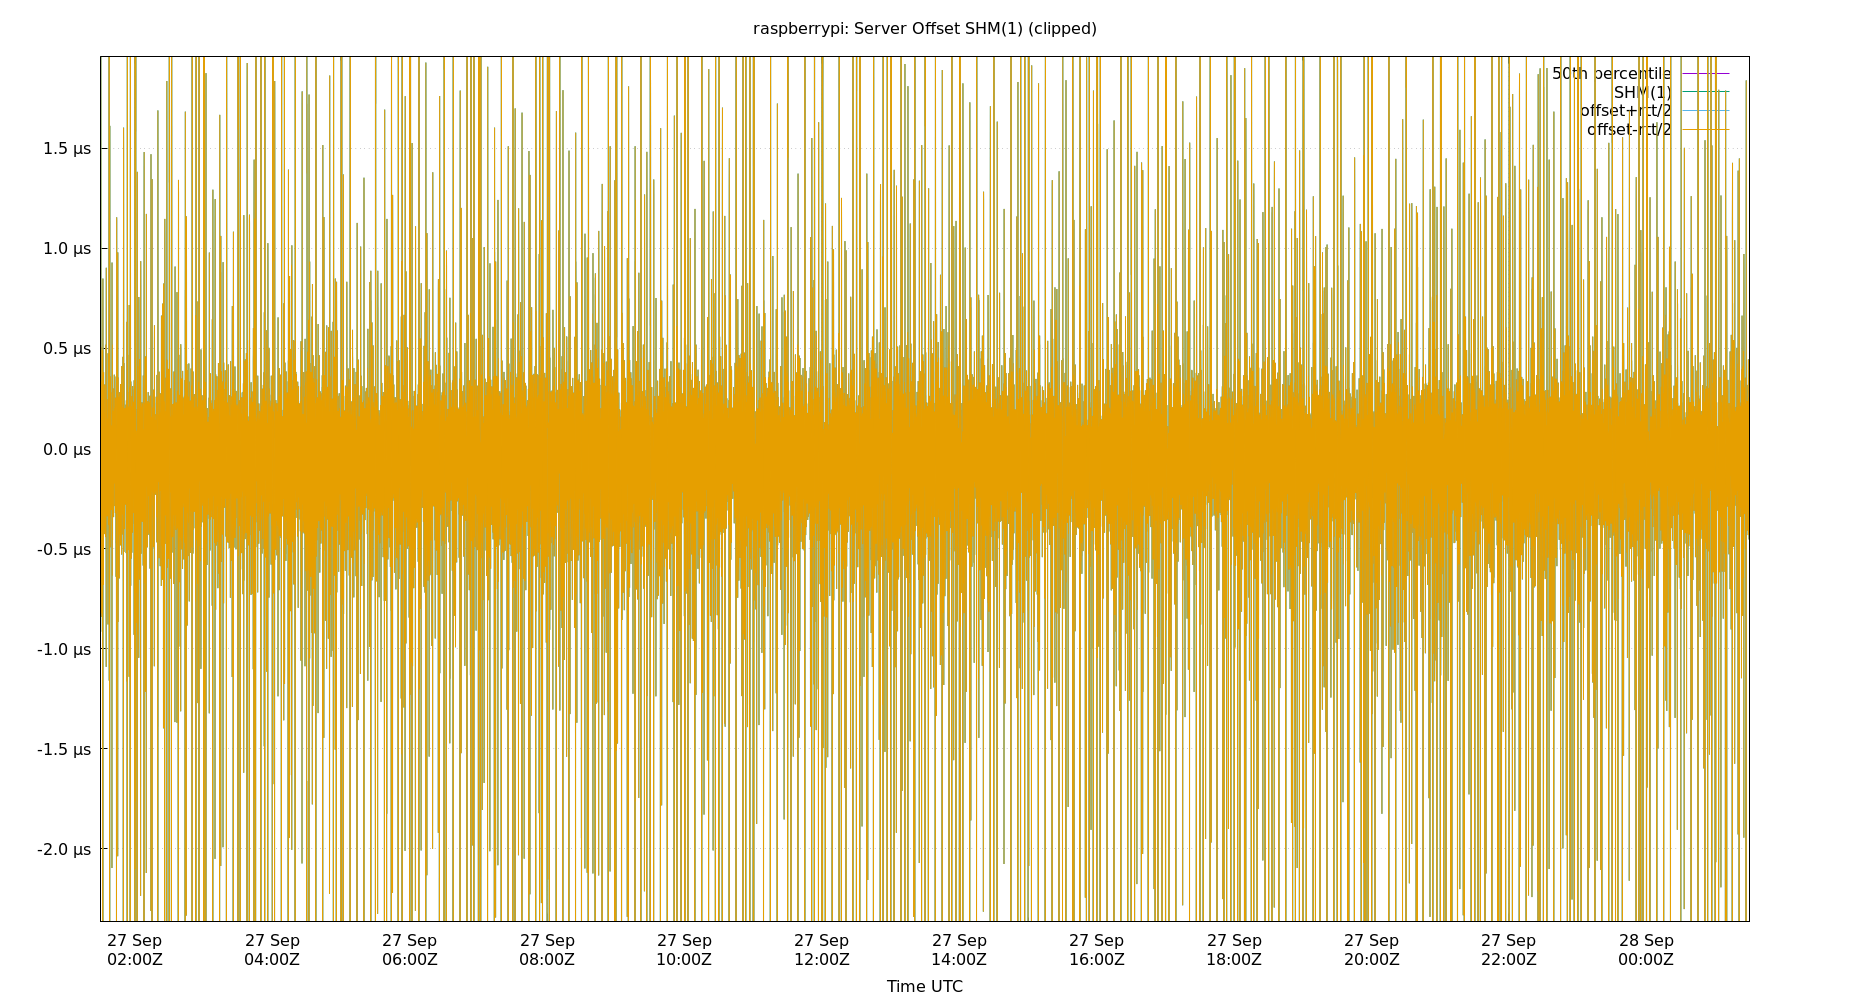 raspberrypi: Server Offset SHM(1) (clipped)
50th percentile
SHM(1)
offset+rtt/2
offset-rtt/2
1.5 µs
1.0 µs
0.5 µs
0.0 µs
-0.5 µs
-1.0 µs
-1.5 µs
-2.0 µs
27 Sep 27 Sep 27 Sep 27 Sep 27 Sep 27 Sep 27 Sep 27 Sep 27 Sep 27 Sep 27 Sep 28 Sep
02:00Z 04:00Z 06:00Z 08:00Z 10:00Z 12:00Z 14:00Z 16:00Z 18:00Z 20:00Z 22:00Z 00:00Z
Time UTC